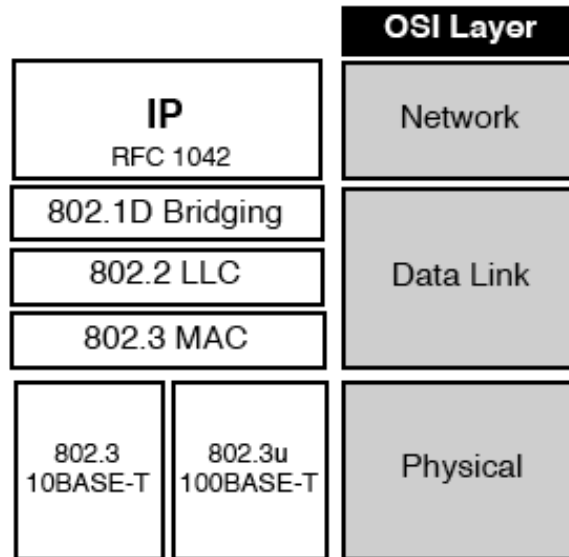 OSI Layer
IP
RFC 1042
Network
802.1D Bridging
802.2 LLC
802.3 MAC
Data Link
802.3
10BASE-T
802.3u
100BASE-T
Physical